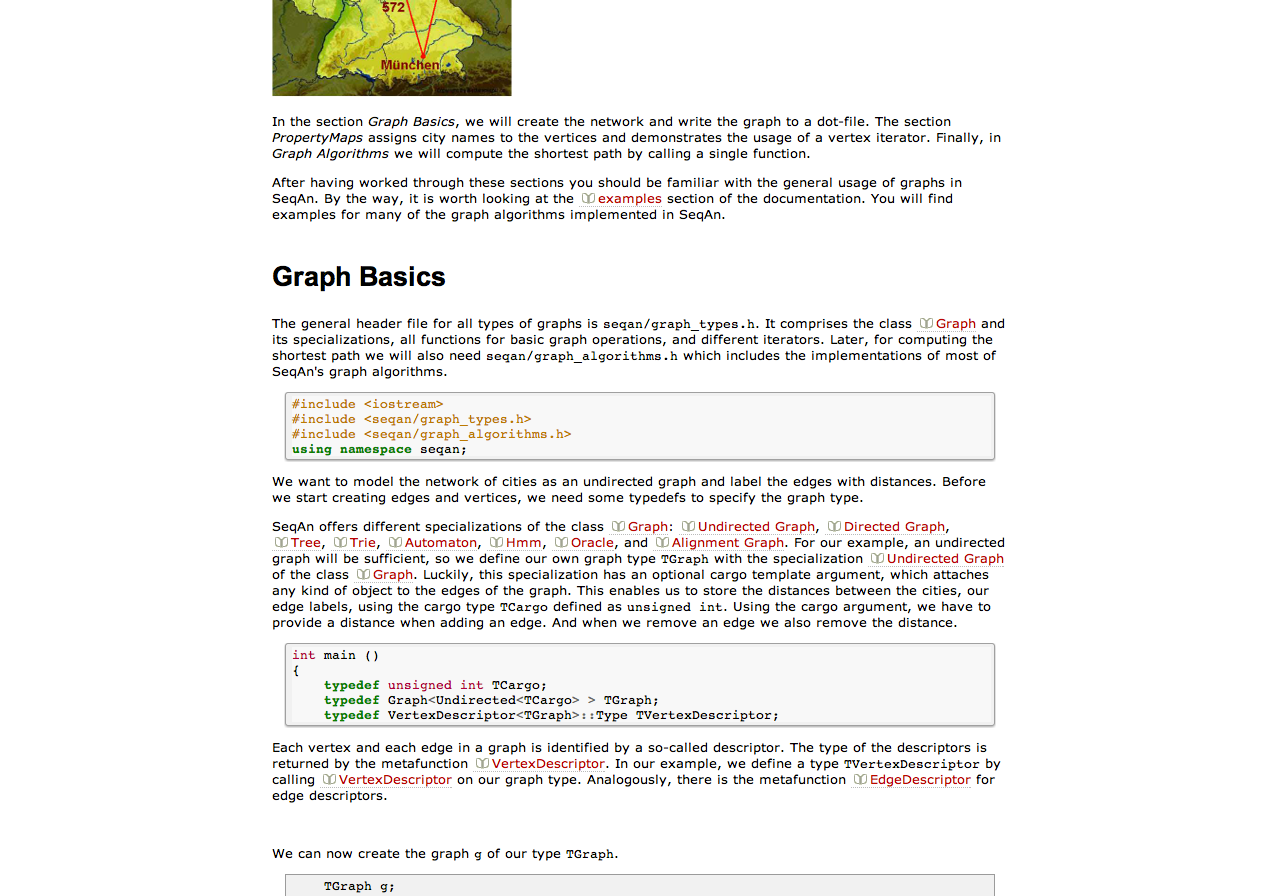 572
München
In the section Graph Basics, we will create the network and write the graph to a dot-file. The section
PropertyMaps assigns city names to the vertices and demonstrates the usage of a vertex iterator. Finally, in
Graph Algorithms we will compute the shortest path by calling a single function.
After having worked through these sections you should be familiar with the general usage of graphs in
SeqAn. By the way, it is worth looking at the examples section of the documentation. You will find
examples for many of the graph algorithms implemented in SeqAn.
Graph Basics
The general header file for all types of graphs is seqan/graph_types.h. It comprises the class Graph and
its specializations, all functions for basic graph operations, and different iterators. Later, for computing the
shortest path we will also need seqan/graph_algorithms.h which includes the implementations of most of
SeqAn's graph algorithms.
#include <iostream>
#include <seqan/graph_types.h>
#include <seqan/graph_algorithms.h>
using namespace seqan;
We want to model the network of cities as an undirected graph and label the edges with distances. Before
we start creating edges and vertices, we need some typedefs to specify the graph type.
SeqAn offers different specializations of the class Graph: Undirected Graph, Directed Graph,
Tree, Trie, Automaton, Hmm, Oracle, and Alignment Graph. For our example, an undirected
graph will be sufficient, so we define our own graph type TGraph with the specialization Undirected Graph
of the class Graph. Luckily, this specialization has an optional cargo template argument, which attaches
any kind of object to the edges of the graph. This enables us to store the distances between the cities, our
edge labels, using the cargo type TCargo defined as unsigned int. Using the cargo argument, we have to
provide a distance when adding an edge. And when we remove an edge we also remove the distance.
int main ()
{
    typedef unsigned int TCargo;
    typedef Graph<Undirected<TCargo> > TGraph;
    typedef VertexDescriptor<TGraph>::Type TVertexDescriptor;
Each vertex and each edge in a graph is identified by a so-called descriptor. The type of the descriptors is
returned by the metafunction VertexDescriptor. In our example, we define a type TVertexDescriptor by
calling VertexDescriptor on our graph type. Analogously, there is the metafunction EdgeDescriptor for
edge descriptors.
We can now create the graph g of our type TGraph.
    TGraph g;